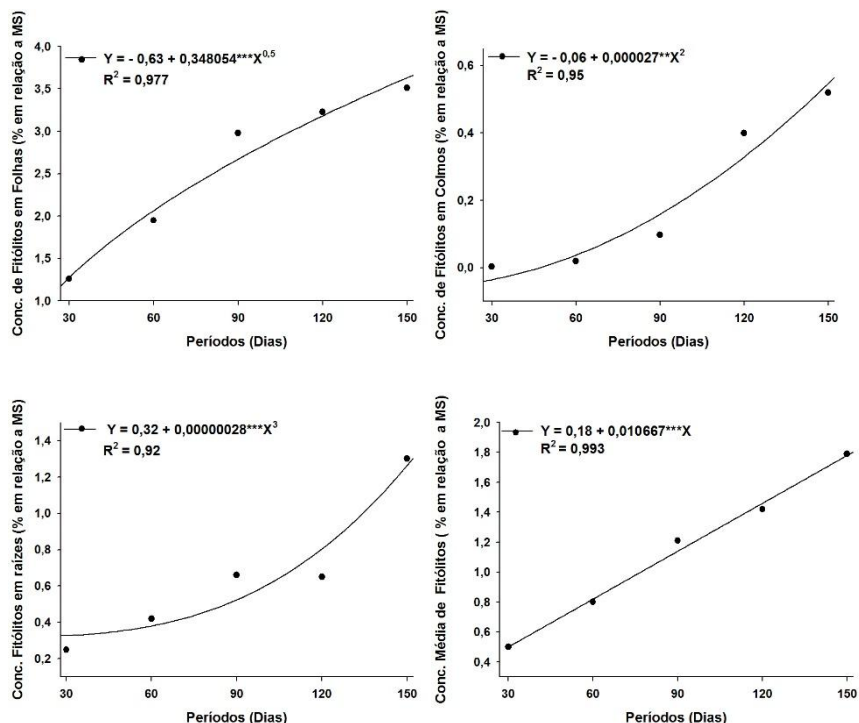 Conc. de Fitólitos em Folhas (% em relação a MS)
4,0
3,5
3,0
2,5
2,0
1,5
1,0
Y = - 0,63 + 0,348054***X^0,5
R² = 0,977
30 60 90 120 150
Períodos (Dias)
Conc. de Fitólitos em Colmos (% em relação a MS)
0,6
0,4
0,2
0,0
Y = - 0,06 + 0,000027**X²
R² = 0,95
30 60 90 120 150
Períodos (Dias)
Conc. Fitólitos em raízes (% em relação a MS)
1,4
1,2
1,0
0,8
0,6
0,4
0,2
Y = 0,32 + 0,00000028***X³
R² = 0,92
30 60 90 120 150
Períodos (Dias)
Conc. Média de Fitólitos ( % em relação a MS)
2,0
1,8
1,6
1,4
1,2
1,0
0,8
0,6
0,4
Y = 0,18 + 0,010667***X
R² = 0,993
30 60 90 120 150
Períodos (Dias)